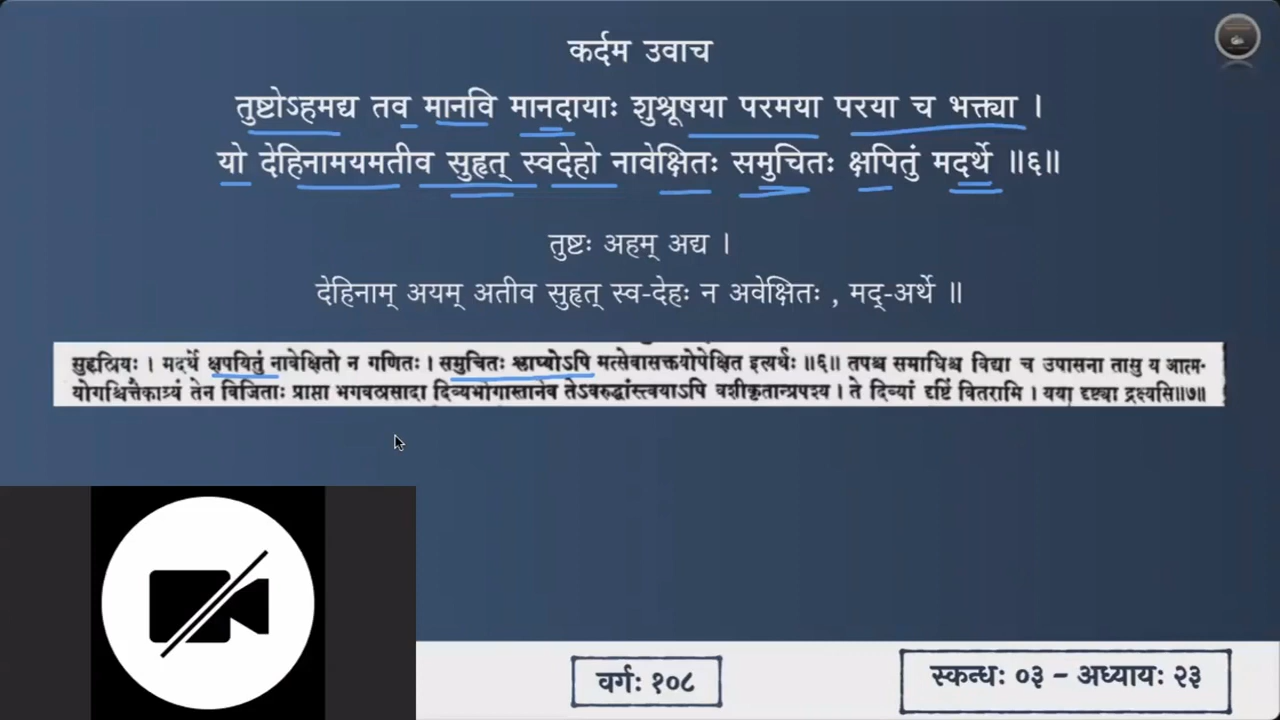 कर्दम उवाच
तुष्टोऽहमद्य तव मानवि मानदायाः शुश्रूषया परमया परया च भक्त्या ।
यो देहिनामयमतीव सुहृत् स्वदेहो नावेक्षितः समुचितः क्षपितुं मदर्थे ॥६॥
तुष्टः अहम् अद्य ।
देहिनाम् अयम् अतीव सुहृत् स्व-देहः न अवेक्षितः , मद्-अर्थे ॥
सुहृत्प्रियः । मदर्थे क्षपयितुं नावेक्षितो न गणितः । समुचितः श्लाघ्योऽपि मत्सेवासक्तयोपेक्षित इत्यर्थः ॥६॥ तपश्च समाधिश्च विद्या च उपासना तासु य आत्म-
योगश्चित्तैकाग्र्यं तेन विजिताः प्राप्ता भगवत्प्रसादा दिव्यभोगास्तानेव तेऽवरुद्धांस्त्वयाऽपि वशीकृतान्प्रपश्य । ते दिव्यां दृष्टिं वितरामि । यया दृष्ट्या द्रक्ष्यसि॥७॥
वर्गः १०८
स्कन्धः ०३ – अध्यायः २३